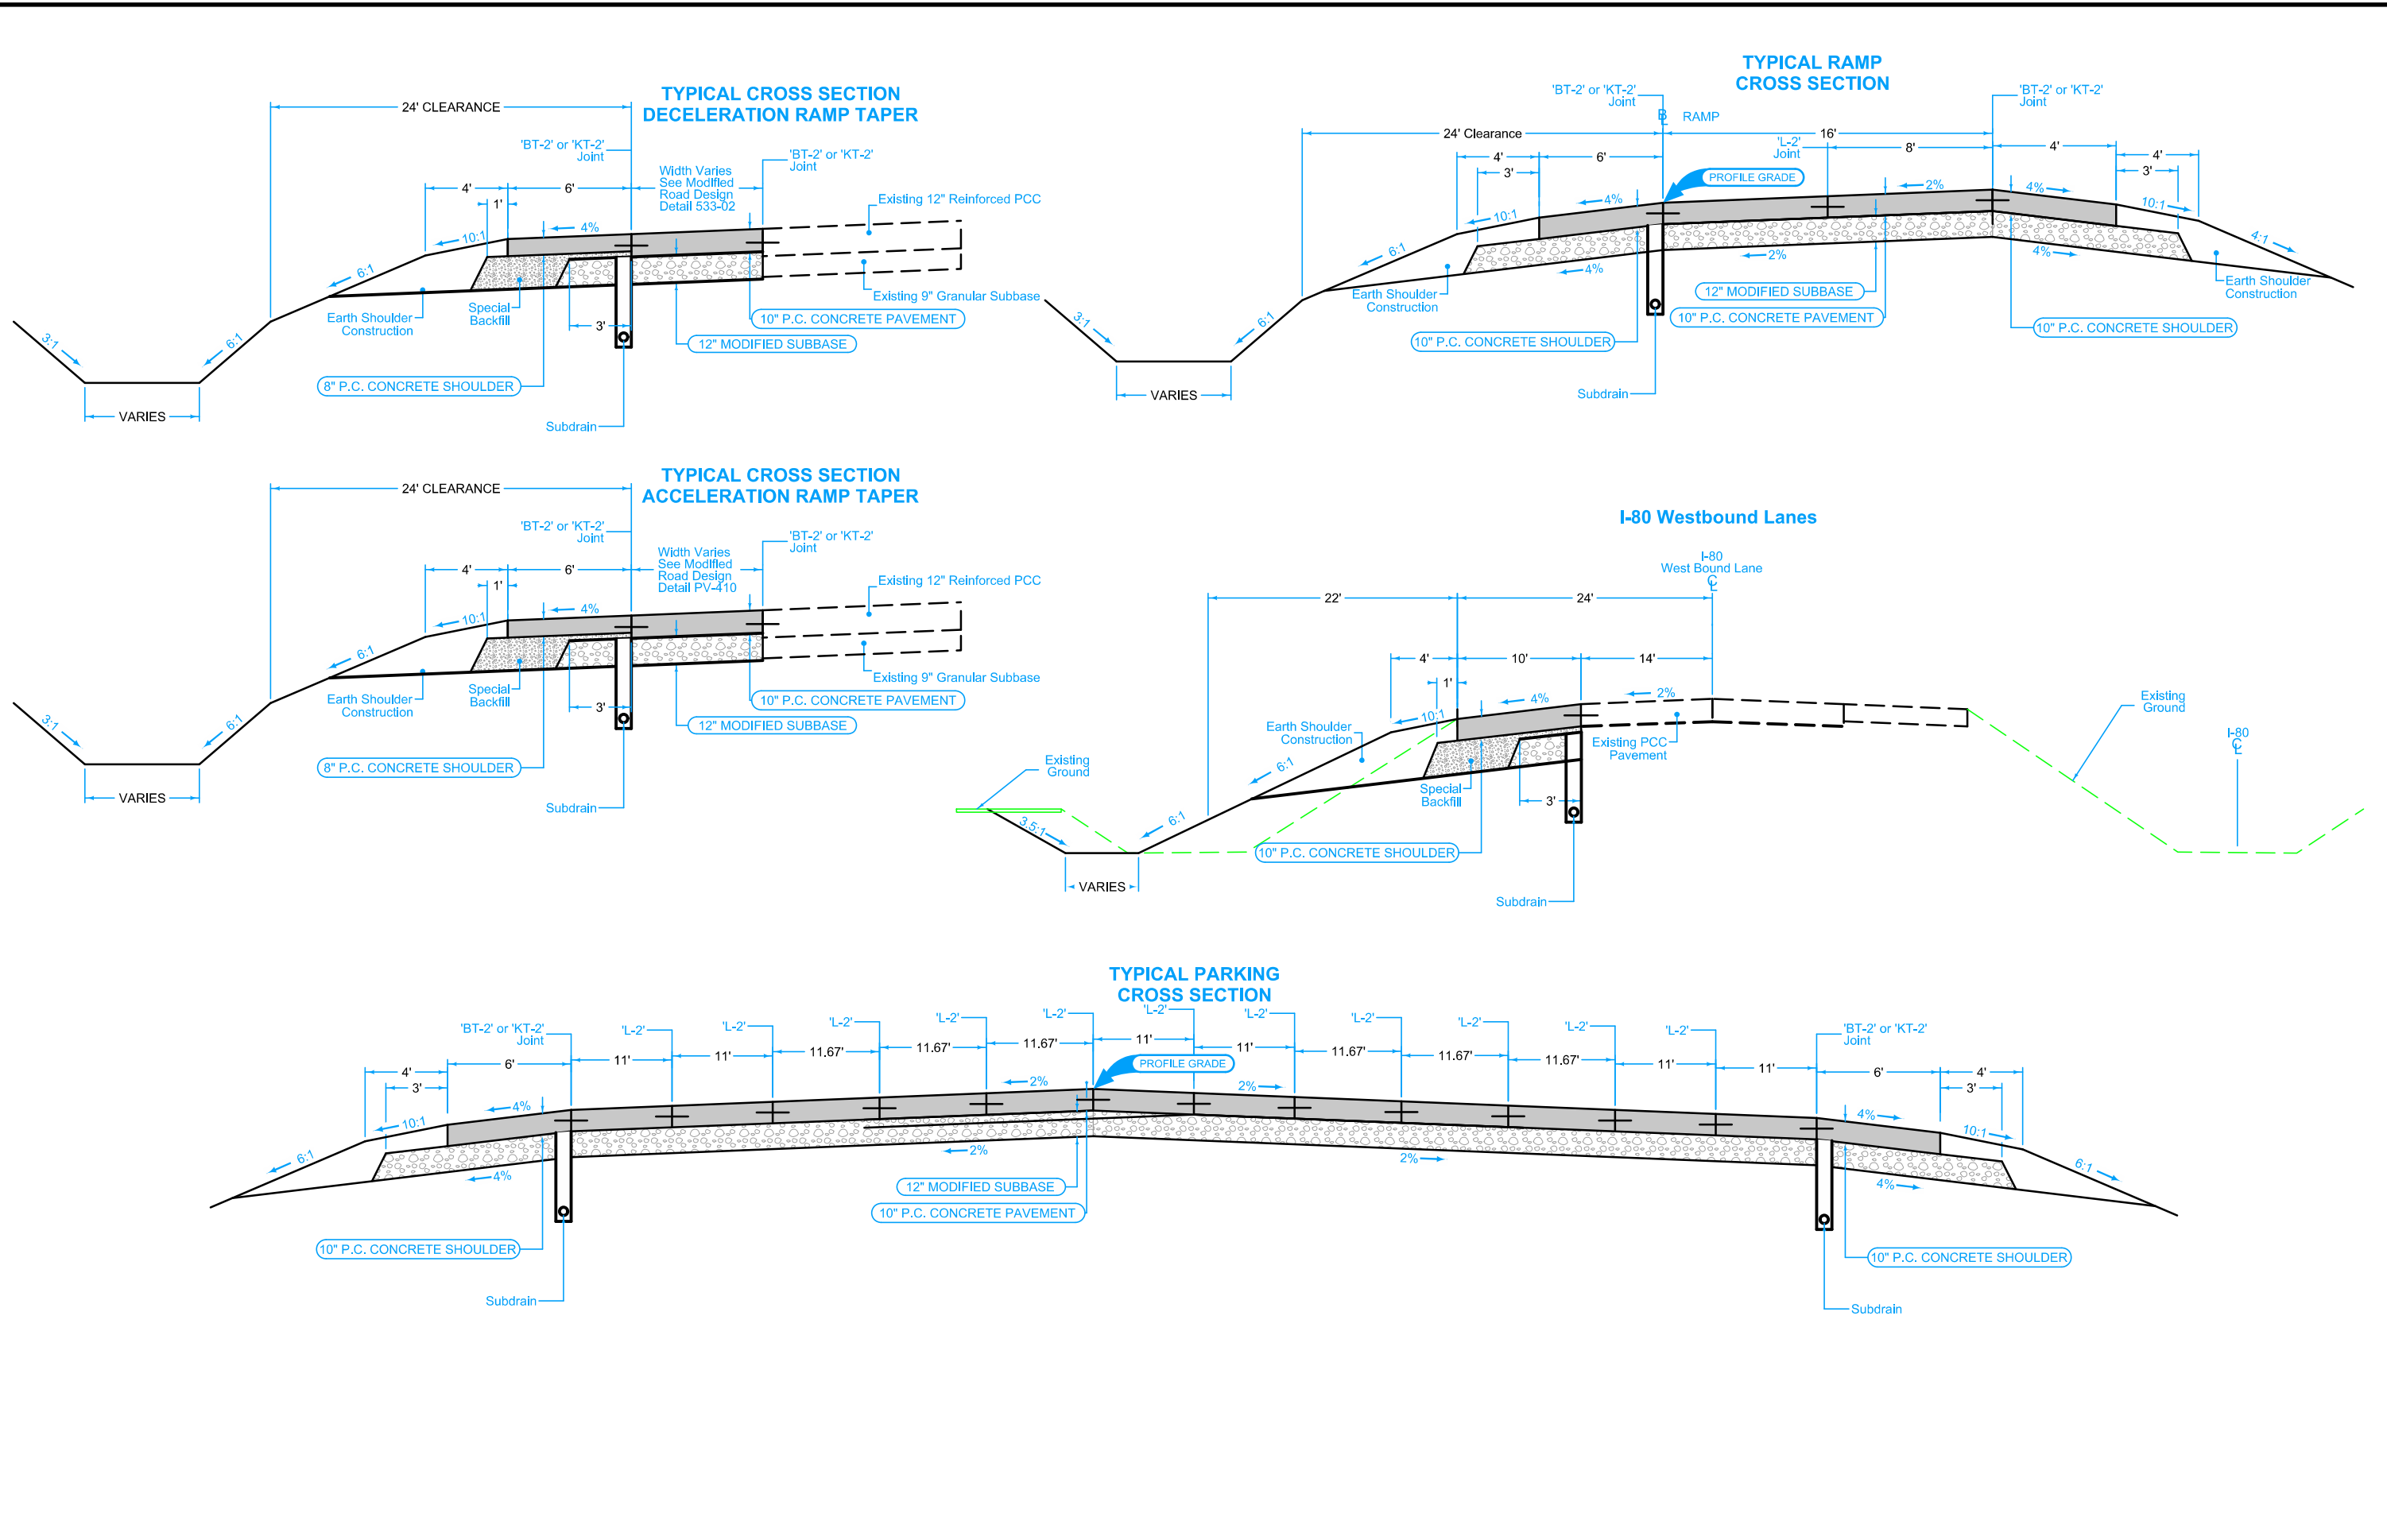 TYPICAL CROSS SECTION
DECELERATION RAMP TAPER
24' CLEARANCE
'BT-2' or 'KT-2'
Joint
Width Varies
See Modified
Road Design
Detail 533-02
'BT-2' or 'KT-2'
Joint
4'
6'
1'
Existing 12" Reinforced PCC
10:1
4%
6:1
Existing 9" Granular Subbase
Earth Shoulder
Construction
Special
Backfill
3'
10" P.C. CONCRETE PAVEMENT
12" MODIFIED SUBBASE
3:1
6:1
8" P.C. CONCRETE SHOULDER
VARIES
Subdrain
TYPICAL RAMP
CROSS SECTION
'BT-2' or 'KT-2'
Joint
'BT-2' or 'KT-2'
Joint
BL RAMP
24' Clearance
16'
4'
6'
'L-2'
Joint
8'
4'
4'
3'
3'
PROFILE GRADE
10:1
4%
2%
4%
10:1
6:1
4:1
4%
2%
4%
Earth Shoulder
Construction
12" MODIFIED SUBBASE
Earth Shoulder
Construction
3:1
6:1
10" P.C. CONCRETE PAVEMENT
10" P.C. CONCRETE SHOULDER
10" P.C. CONCRETE SHOULDER
VARIES
Subdrain
TYPICAL CROSS SECTION
ACCELERATION RAMP TAPER
24' CLEARANCE
'BT-2' or 'KT-2'
Joint
Width Varies
See Modified
Road Design
Detail PV-410
'BT-2' or 'KT-2'
Joint
4'
6'
1'
Existing 12" Reinforced PCC
10:1
4%
6:1
Existing 9" Granular Subbase
Earth Shoulder
Construction
Special
Backfill
3'
10" P.C. CONCRETE PAVEMENT
12" MODIFIED SUBBASE
3:1
6:1
8" P.C. CONCRETE SHOULDER
VARIES
Subdrain
I-80 Westbound Lanes
I-80
West Bound Lane
CL
22'
24'
4'
10'
14'
1'
4%
2%
10:1
Existing
Ground
Earth Shoulder
Construction
Existing PCC
Pavement
I-80
CL
Existing
Ground
6:1
Special
Backfill
3'
3.5:1
6:1
10" P.C. CONCRETE SHOULDER
VARIES
Subdrain
TYPICAL PARKING
CROSS SECTION
'BT-2' or 'KT-2'
Joint
'L-2'
'L-2'
'L-2'
'L-2'
'L-2'
'L-2'
'L-2'
'L-2'
'L-2'
'L-2'
'L-2'
'BT-2' or 'KT-2'
Joint
4'
6'
11'
11'
11.67'
11.67'
11.67'
11'
11'
11.67'
11.67'
11.67'
11'
11'
6'
4'
3'
3'
PROFILE GRADE
10:1
4%
2%
2%
4%
10:1
6:1
6:1
4%
2%
2%
4%
12" MODIFIED SUBBASE
10" P.C. CONCRETE PAVEMENT
10" P.C. CONCRETE SHOULDER
10" P.C. CONCRETE SHOULDER
Subdrain
Subdrain